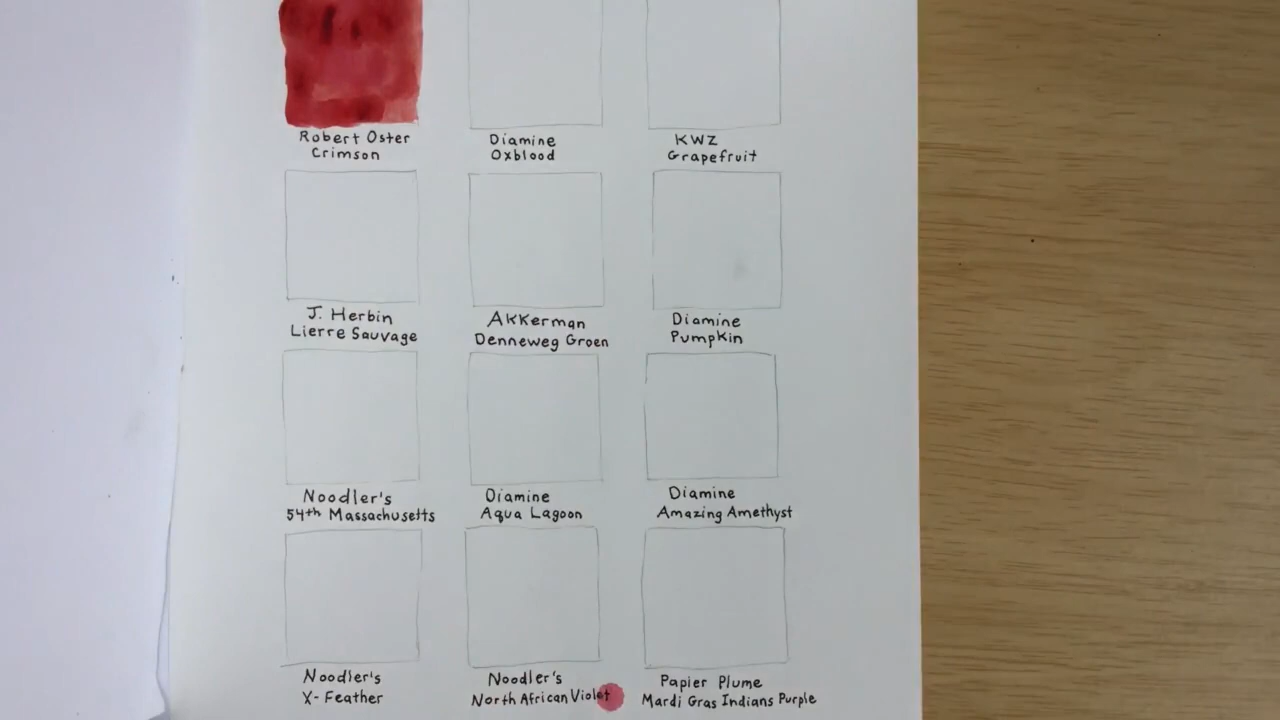 Robert Oster
Crimson
Diamine
Oxblood
KWZ
Grapefruit
J. Herbin
Lierre Sauvage
Akkerman
Denneweg Groen
Diamine
Pumpkin
Noodler's
54th Massachusetts
Diamine
Aqua Lagoon
Diamine
Amazing Amethyst
Noodler's
X-Feather
Noodler's
North African Violet
Papier Plume
Mardi Gras Indians Purple